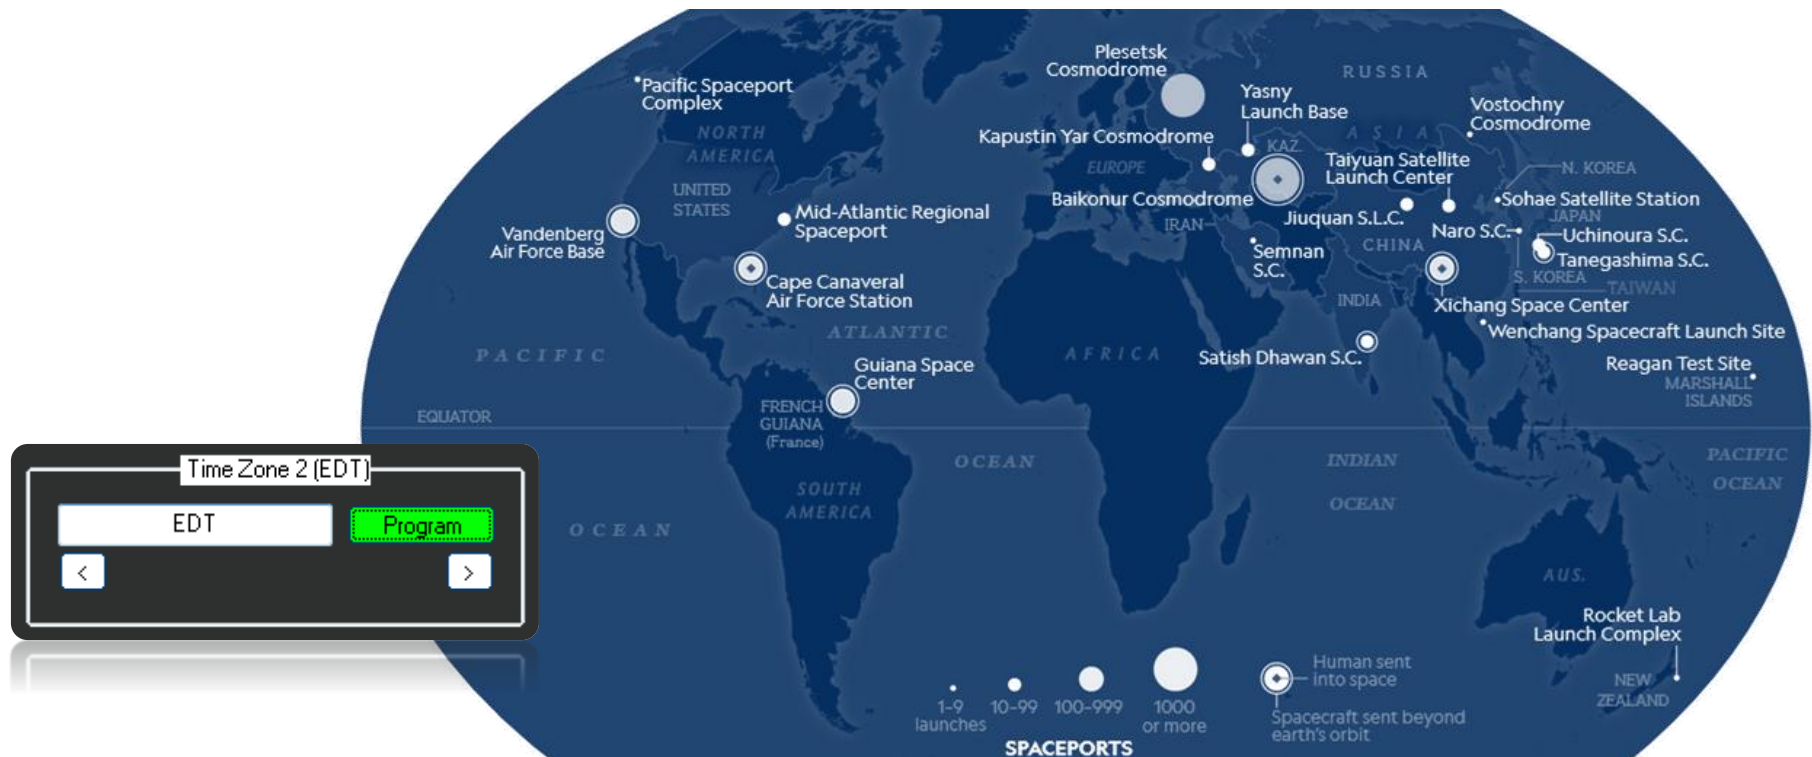 Plesetsk
Cosmodrome
RUSSIA
Pacific Spaceport
Complex
Yasny
Launch Base
Vostochny
Cosmodrome
NORTH
AMERICA
Kapustin Yar Cosmodrome
ASIA
KAZ.
EUROPE
Taiyuan Satellite
Launch Center
N. KOREA
UNITED
STATES
Baikonur Cosmodrome
Sohae Satellite Station
Mid-Atlantic Regional
Spaceport
Jiuquan S.L.C.
JAPAN
IRAN
Naro S.C.
Uchinoura S.C.
Vandenberg
Air Force Base
CHINA
Semnan
S.C.
Tanegashima S.C.
S. KOREA
TAIWAN
Cape Canaveral
Air Force Station
INDIA
Xichang Space Center
ATLANTIC
Wenchang Spacecraft Launch Site
PACIFIC
AFRICA
Satish Dhawan S.C.
Reagan Test Site
MARSHALL
ISLANDS
Guiana Space
Center
FRENCH
GUIANA
(France)
EQUATOR
Time Zone 2 (EDT)
EDT
Program
<
>
OCEAN
INDIAN
OCEAN
PACIFIC
OCEAN
SOUTH
AMERICA
OCEAN
AUS.
Rocket Lab
Launch Complex
NEW
ZEALAND
1-9
launches
10-99
100-999
1000
or more
Human sent
into space
Spacecraft sent beyond
earth's orbit
SPACEPORTS